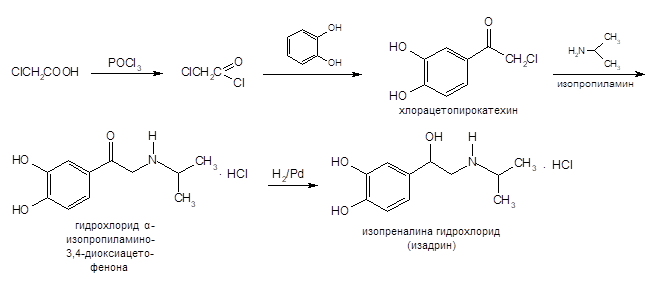 ClCH2COOH
POCl3
ClCH2C
O
Cl
OH
OH
HO
HO
O
CH2Cl
хлорацетопирокатехин
H2N
CH3
CH3
изопропиламин
HO
HO
O
H
N
CH3
CH3
· HCl
гидрохлорид α-
изопропиламино-
3,4-диоксиацето-
фенона
H2/Pd
HO
HO
OH
H
N
CH3
CH3
· HCl
изопреналина гидрохлорид
(изадрин)